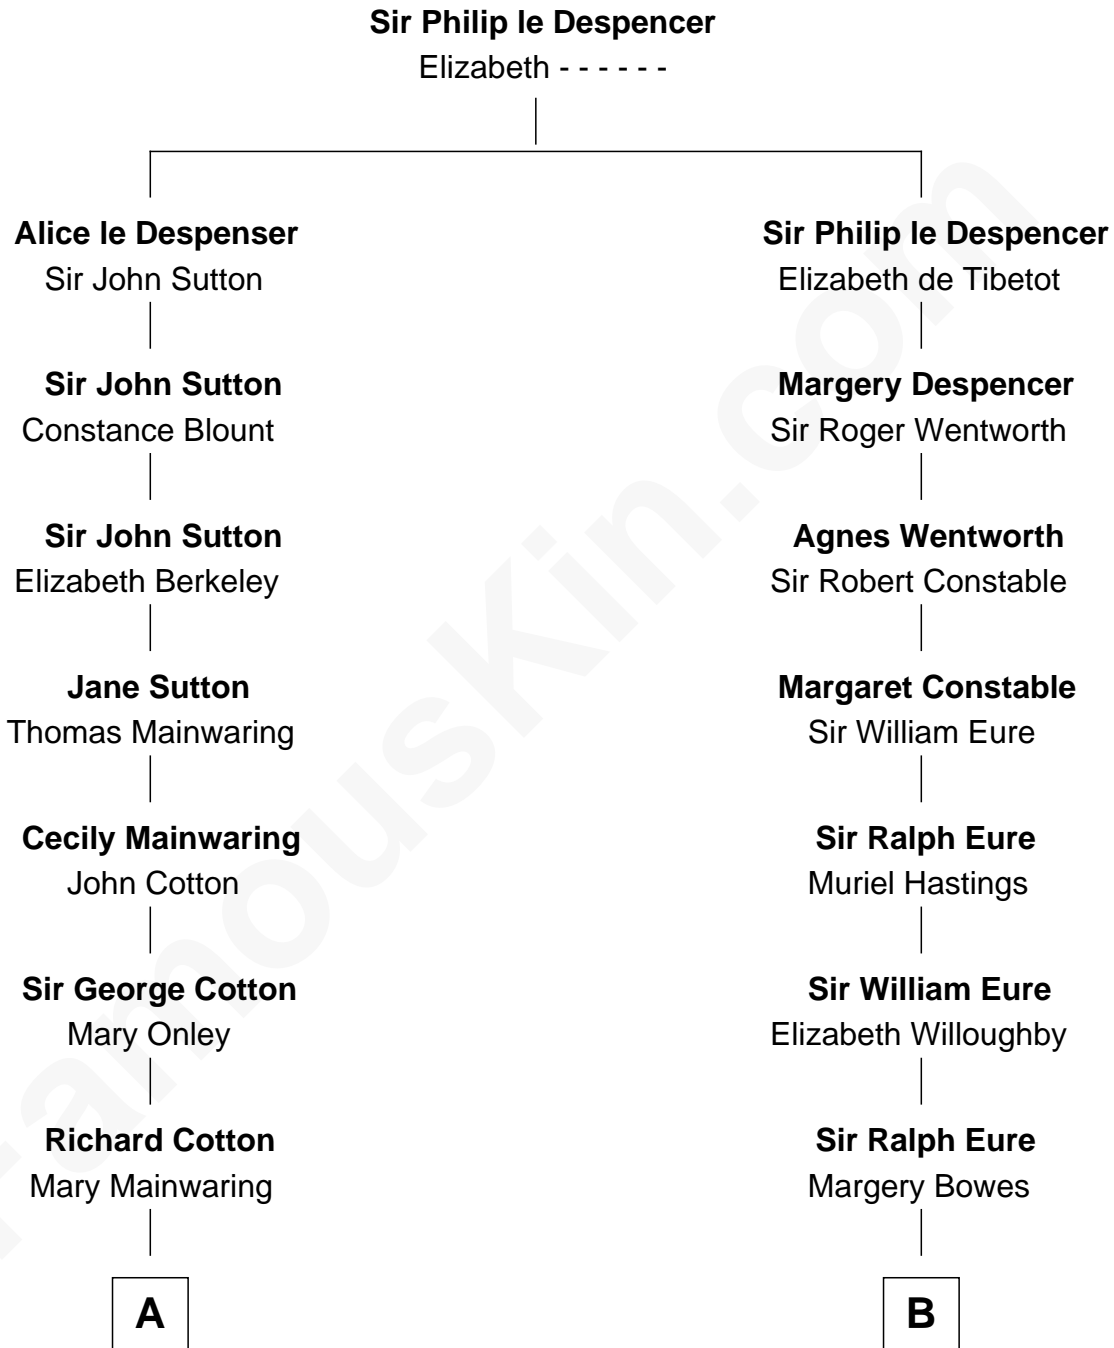 Sir Philip le Despencer
Elizabeth - - - - - -
Alice le Despenser
Sir John Sutton
Sir John Sutton
Constance Blount
Sir John Sutton
Elizabeth Berkeley
Jane Sutton
Thomas Mainwaring
Cecily Mainwaring
John Cotton
Sir George Cotton
Mary Onley
Richard Cotton
Mary Mainwaring
A
Sir Philip le Despencer
Elizabeth de Tibetot
Margery Despencer
Sir Roger Wentworth
Agnes Wentworth
Sir Robert Constable
Margaret Constable
Sir William Eure
Sir Ralph Eure
Muriel Hastings
Sir William Eure
Elizabeth Willoughby
Sir Ralph Eure
Margery Bowes
B
FamousKin.com